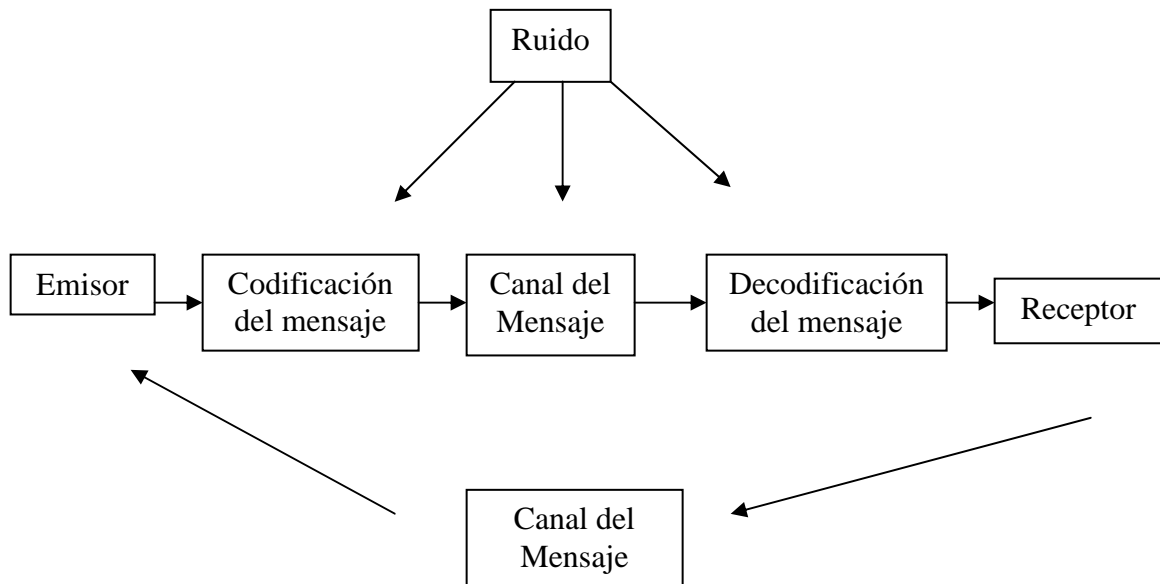 Ruido
Emisor
Codificación
del mensaje
Canal del
Mensaje
Decodificación
del mensaje
Receptor
Canal del
Mensaje